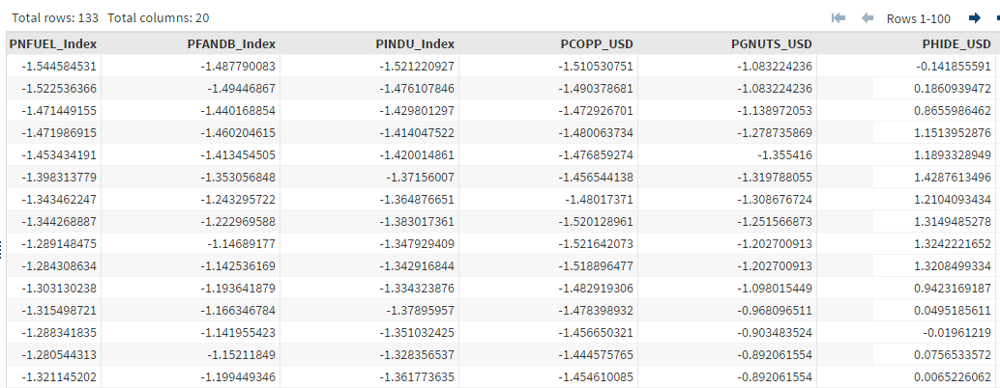 Total rows: 133 Total columns: 20 Rows 1-100
PNFUEL_Index PFANDB_Index PINDU_Index PCOPP_USD PGNUTS_USD PHIDE_USD
-1.544584531 -1.487790083 -1.521220927 -1.510530751 -1.083224236 -0.141855591
-1.522536366 -1.49446867 -1.476107846 -1.490378681 -1.083224236 0.1860939472
-1.471449155 -1.440168854 -1.429801297 -1.472926701 -1.138972053 0.8655986462
-1.471986915 -1.460204615 -1.414047522 -1.480063734 -1.278735869 1.1513952876
-1.453434191 -1.413454505 -1.420014861 -1.476859274 -1.355416 1.1893328949
-1.398313779 -1.353056848 -1.37156007 -1.456544138 -1.319788055 1.4287613496
-1.343462247 -1.243295722 -1.364876651 -1.48017371 -1.308676724 1.2104093434
-1.344268887 -1.222969588 -1.383017361 -1.520128961 -1.251566873 1.3149485278
-1.289148475 -1.14689177 -1.347929409 -1.521642073 -1.202700913 1.3242221652
-1.284308634 -1.142536169 -1.342916844 -1.518896477 -1.202700913 1.3208499334
-1.303130238 -1.193641879 -1.334323876 -1.482919306 -1.098015449 0.9423169187
-1.315498721 -1.166346784 -1.37895957 -1.478398932 -0.968096511 0.0495185611
-1.288341835 -1.141955423 -1.351032425 -1.456650321 -0.903483524 -0.01961219
-1.280544313 -1.15211849 -1.328356537 -1.444575765 -0.892061554 0.0756533572
-1.321145202 -1.199449346 -1.361773635 -1.454610085 -0.892061554 0.0065226062